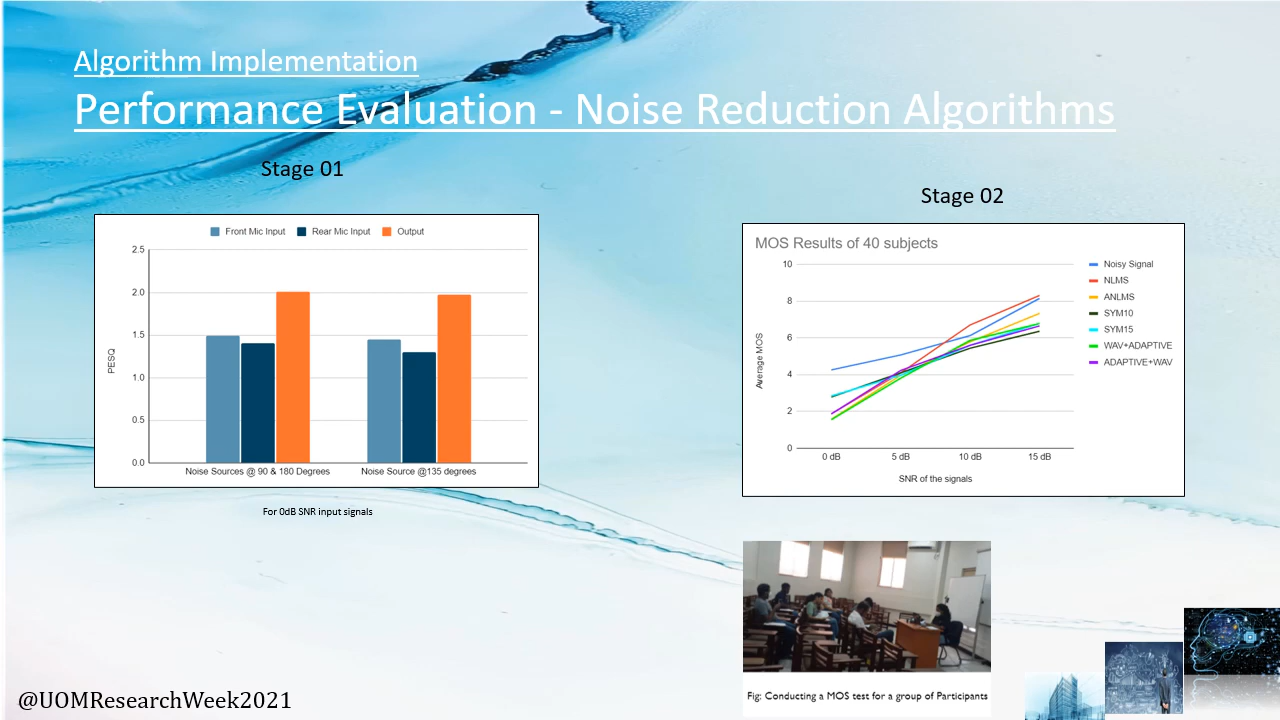 Algorithm Implementation
Performance Evaluation - Noise Reduction Algorithms
Stage 01
Front Mic Input
Rear Mic Input
Output
PESQ
2.5
2.0
1.5
1.0
0.5
0.0
Noise Sources @ 90 & 180 Degrees
Noise Source @135 degrees
For 0dB SNR input signals
Stage 02
MOS Results of 40 subjects
Average MOS
10
8
6
4
2
0
0 dB
5 dB
10 dB
15 dB
SNR of the signals
Noisy Signal
NLMS
ANLMS
SYM10
SYM15
WAV+ADAPTIVE
ADAPTIVE+WAV
Fig: Conducting a MOS test for a group of Participants
@UOMResearchWeek2021